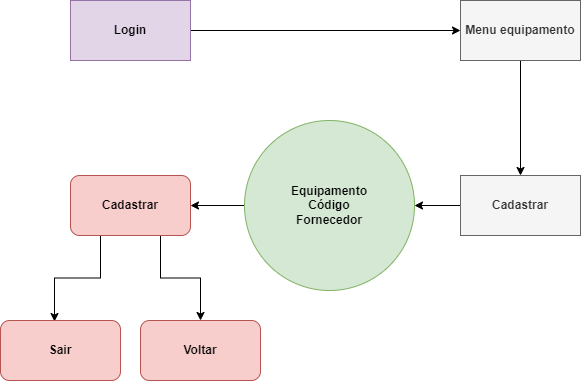 Login
Menu equipamento
Cadastrar
Equipamento
Código
Fornecedor
Cadastrar
Sair
Voltar